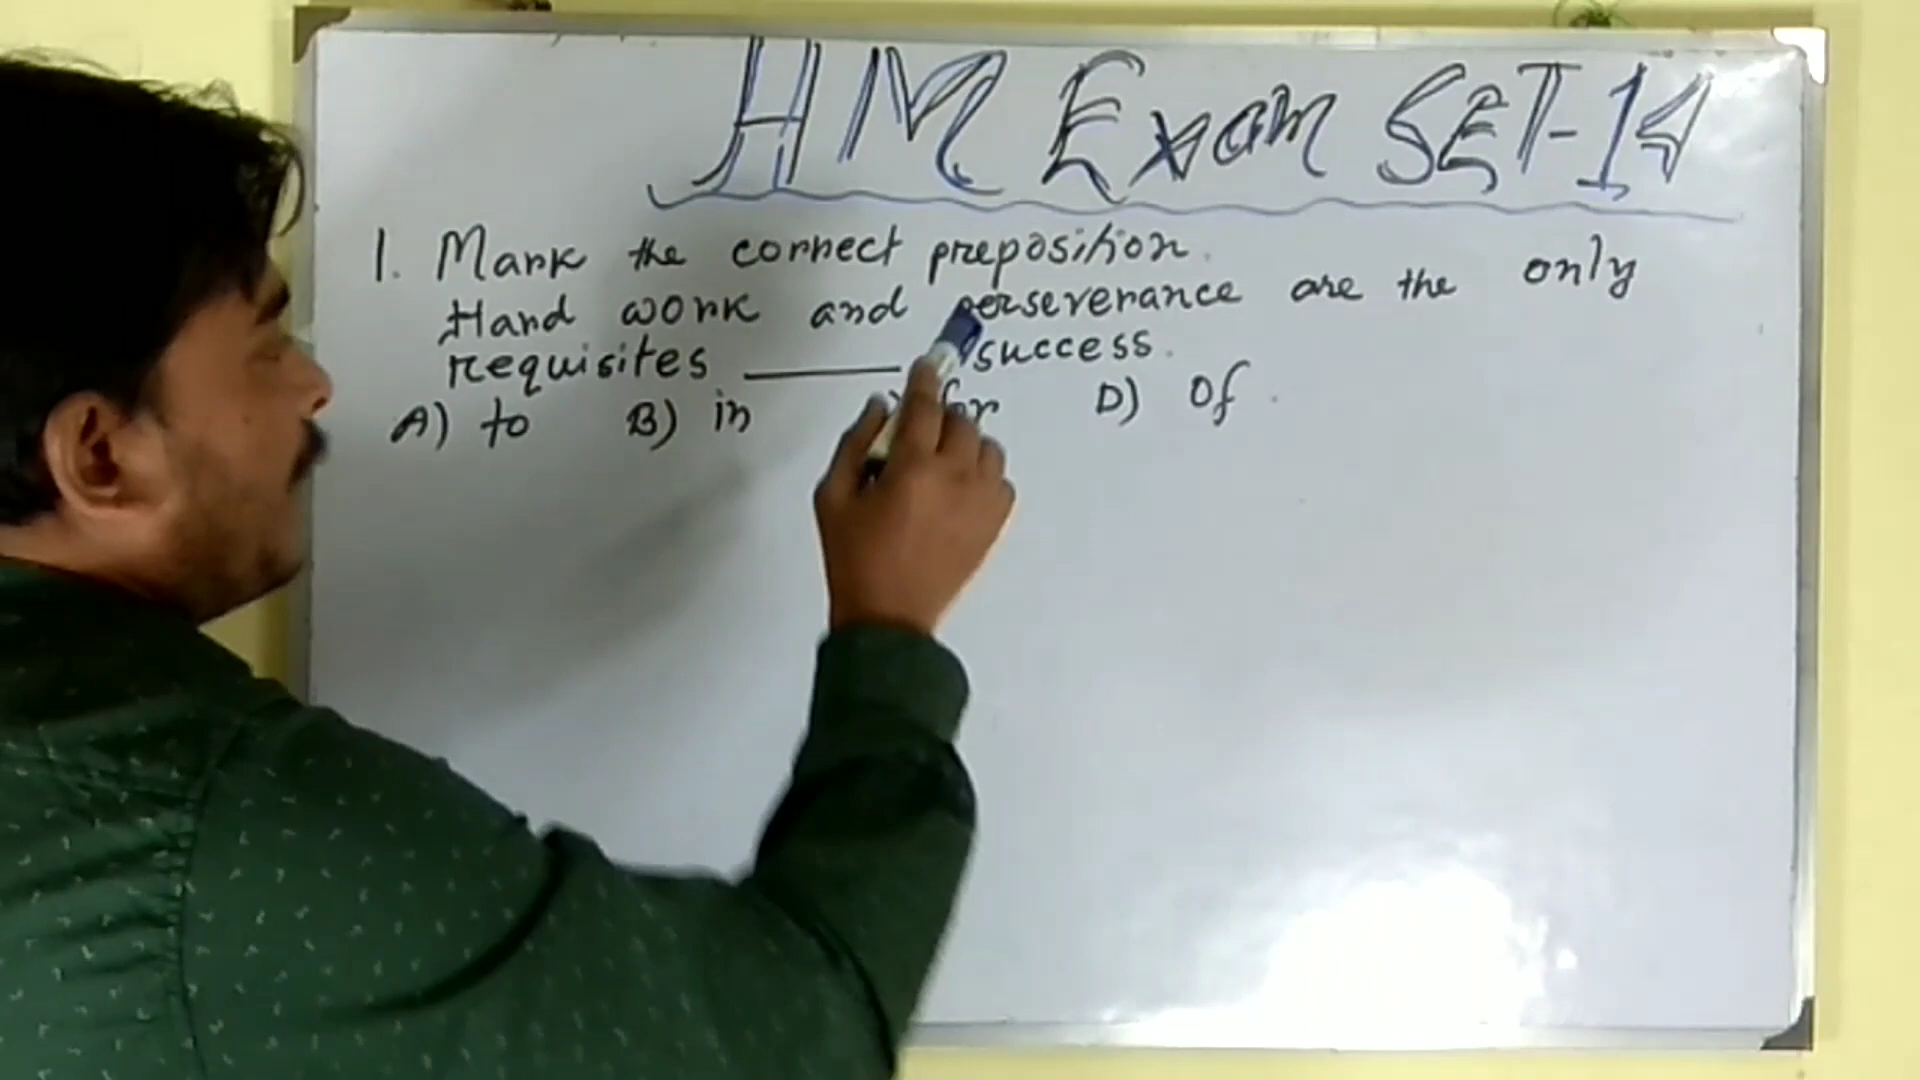 HM Exam SET-14
1. Mark the correct preposition.
Hard work and perseverance are the only
requisites ______ success.
A) to B) in for D) of.